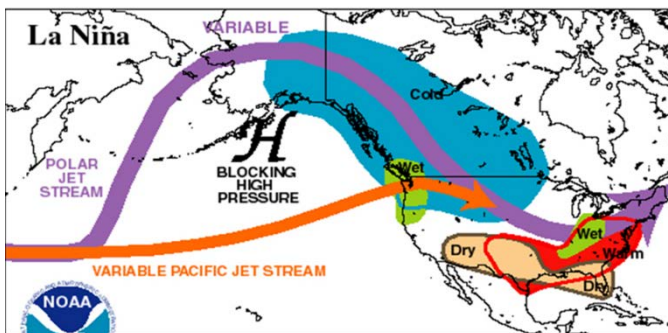 La Niña
VARIABLE
Cold
POLAR
JET
STREAM
H
BLOCKING
HIGH
PRESSURE
Wet
VARIABLE PACIFIC JET STREAM
Wet
Dry
Warm
Dry
NOAA